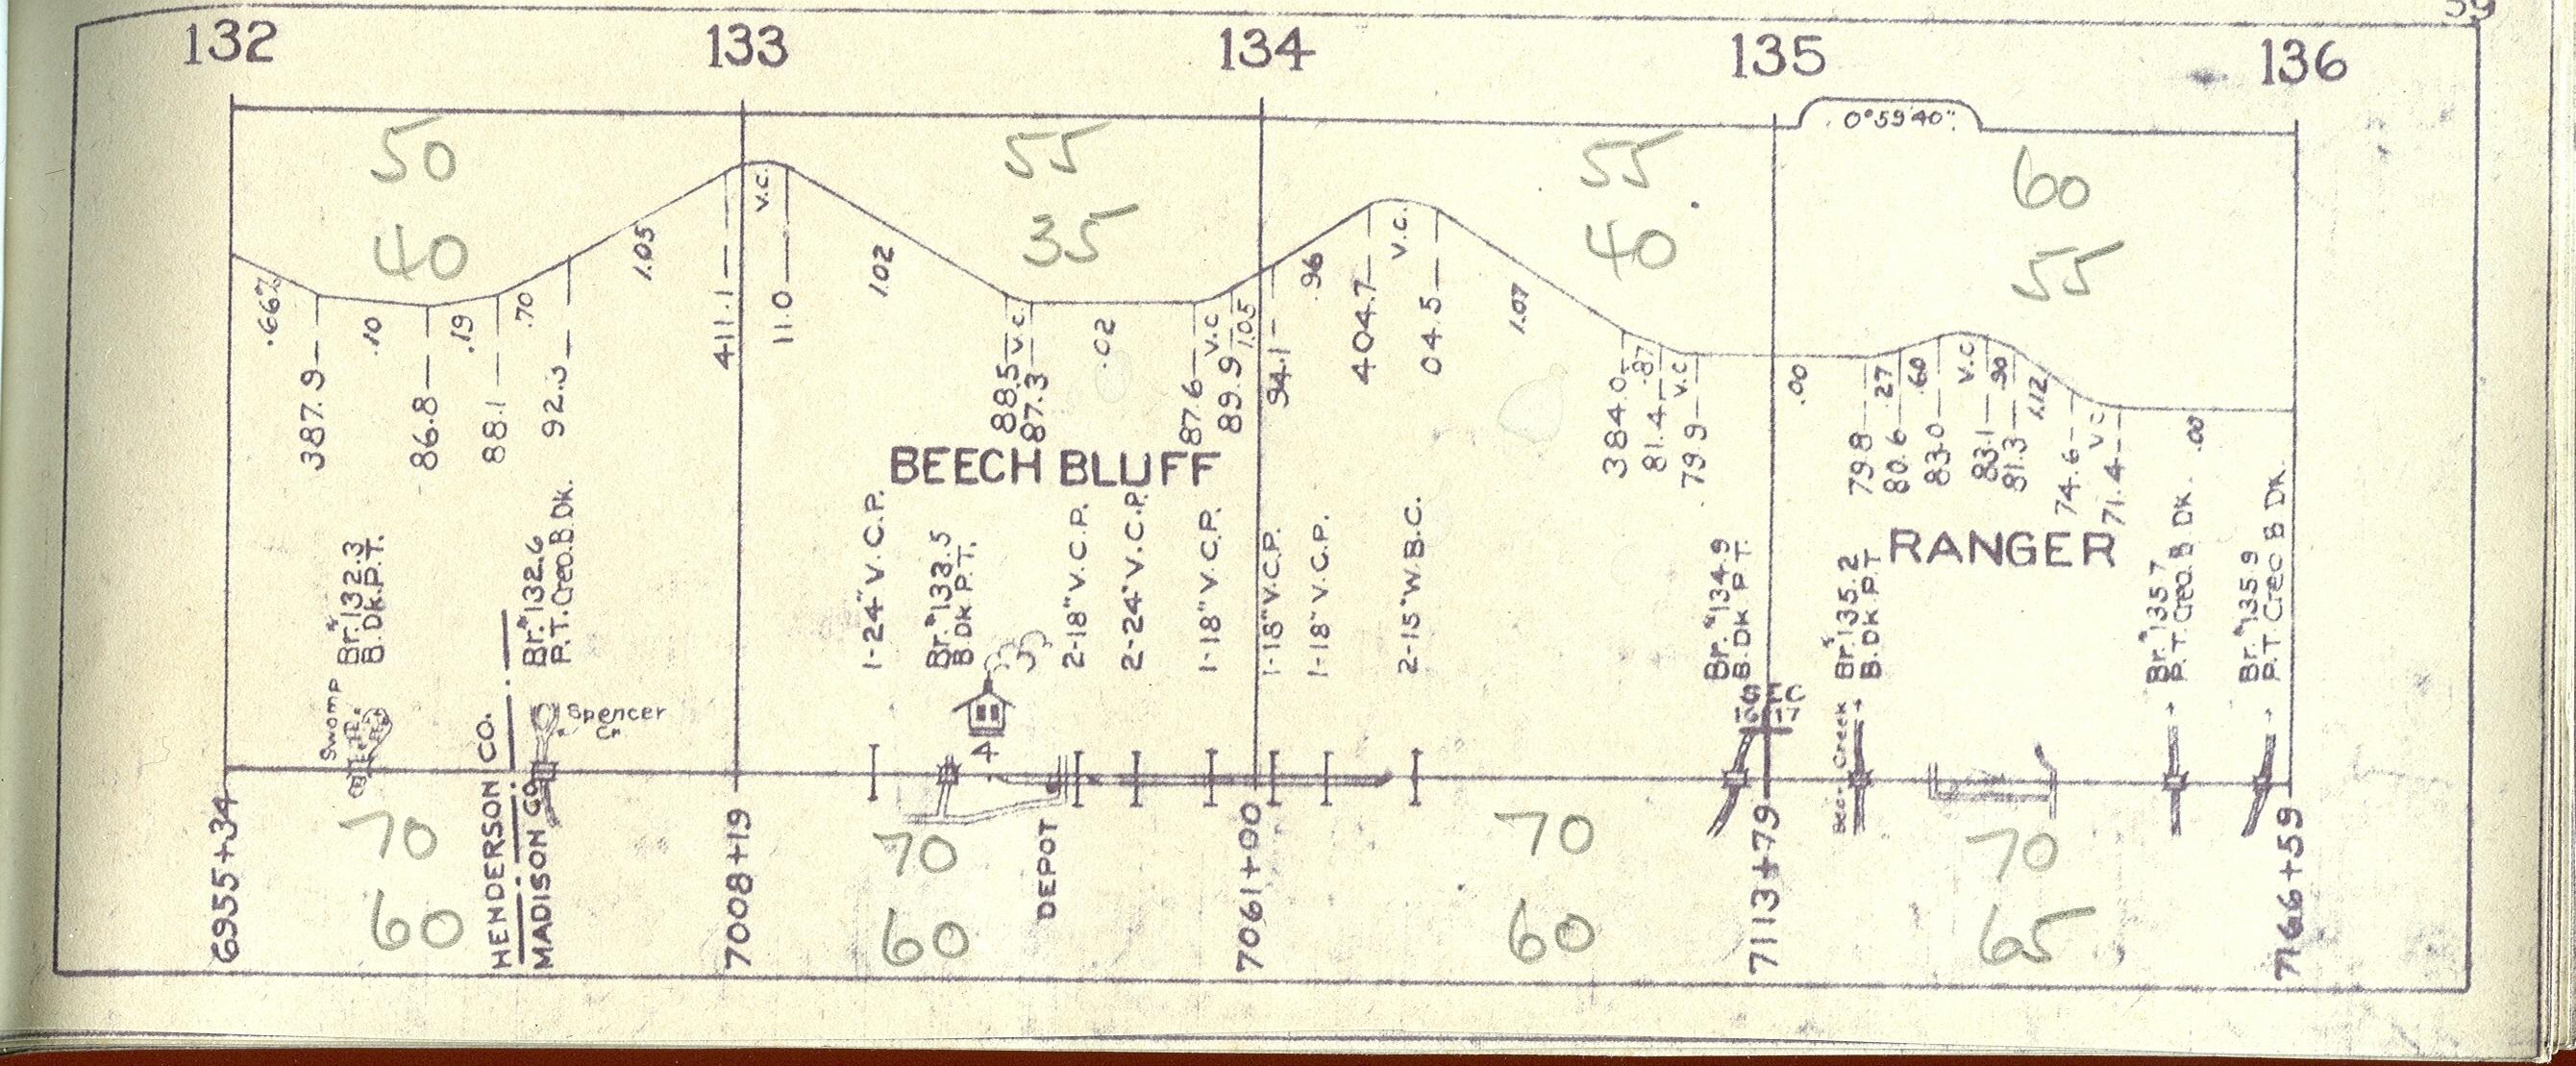 132
133
134
135
136
0°59'40"
50
55
55
60
40
35
40
55
.66%
387.9
.10
86.8
.19
88.1
.70
92.3
1.05
411.1
V.C.
11.0
1.02
88.5
V.C.
87.3
.02
87.6
V.C.
89.9
1.05
94.1
.96
404.7
V.C.
04.5
1.07
384.0
.87
81.4
V.C.
79.9
.00
79.8
.27
80.6
.60
83.0
V.C.
83.1
.90
81.3
1.12
74.6
V.C.
71.4
.00
BEECH BLUFF
RANGER
Swamp
Br.#132.3
B.Dk.P.T.
Br.#132.6
P.T.Creo.B.Dk.
Spencer
Cr
1-24" V.C.P.
Br.#133.5
B.Dk.P.T.
2-18" V.C.P.
2-24" V.C.P.
1-18" V.C.P.
1-18" V.C.P.
1-18" V.C.P.
2-15" W.B.C.
Br.#134.9
B.Dk P.T.
SEC
Br.#135.2
B.Dk.P.T
Creek
Br.#135.7
P.T.Creo.B Dk.
Br.#135.9
P.T.Creo B Dk.
HENDERSON CO.
MADISON CO.
DEPOT
6955+34
7008+19
7061+00
7113+79
7166+59
70
70
70
70
60
60
60
65